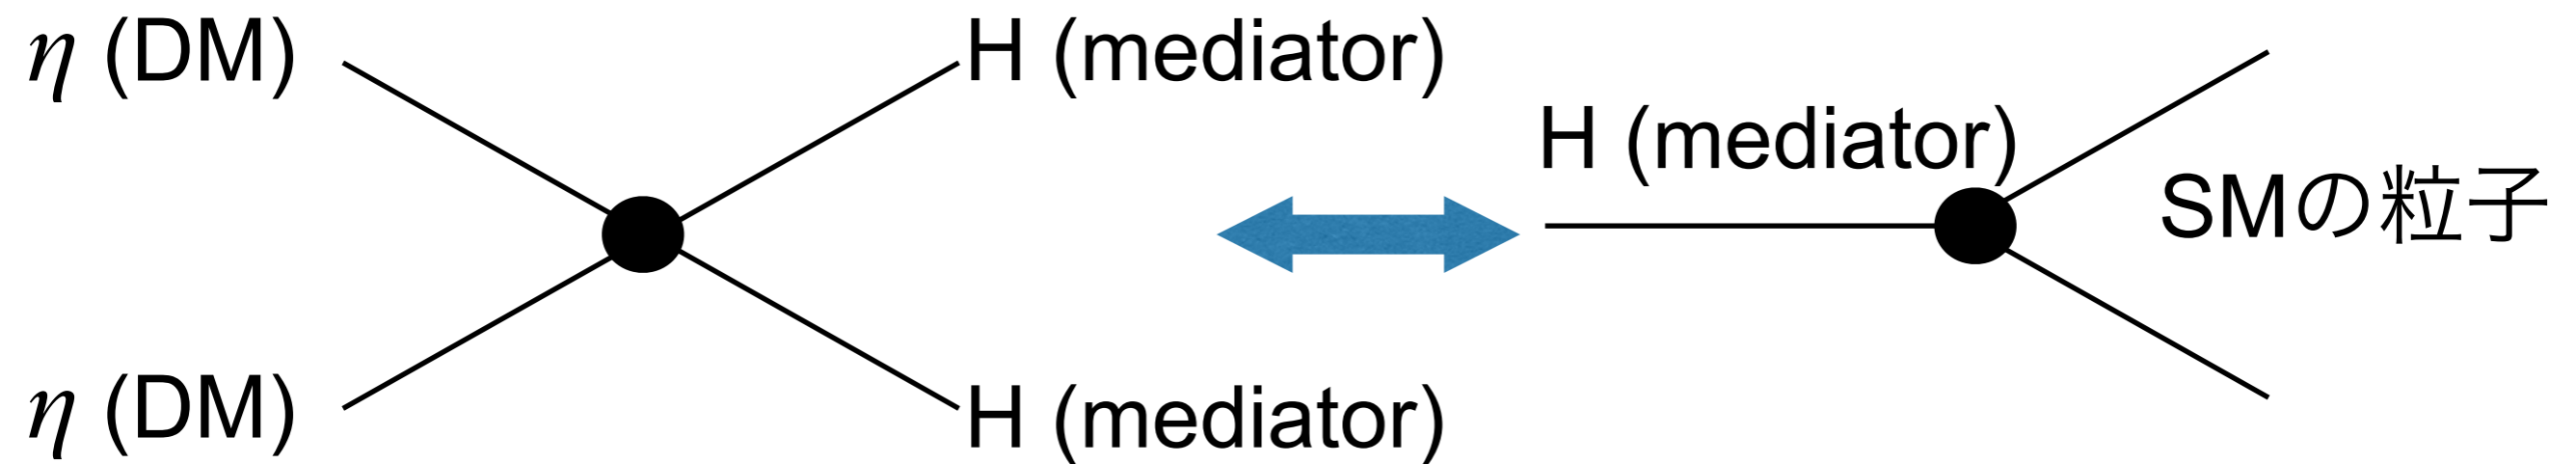 η (DM)
H (mediator)
H (mediator)
SMの粒子
η (DM)
H (mediator)